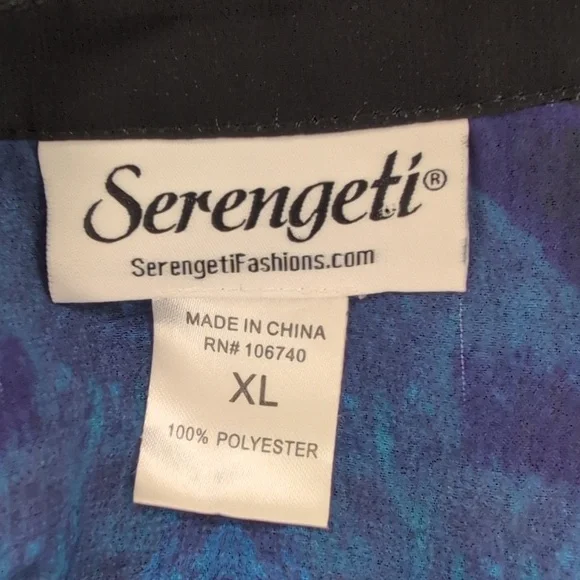 Serengeti®
SerengetiFashions.com
MADE IN CHINA
RN# 106740
XL
100% POLYESTER